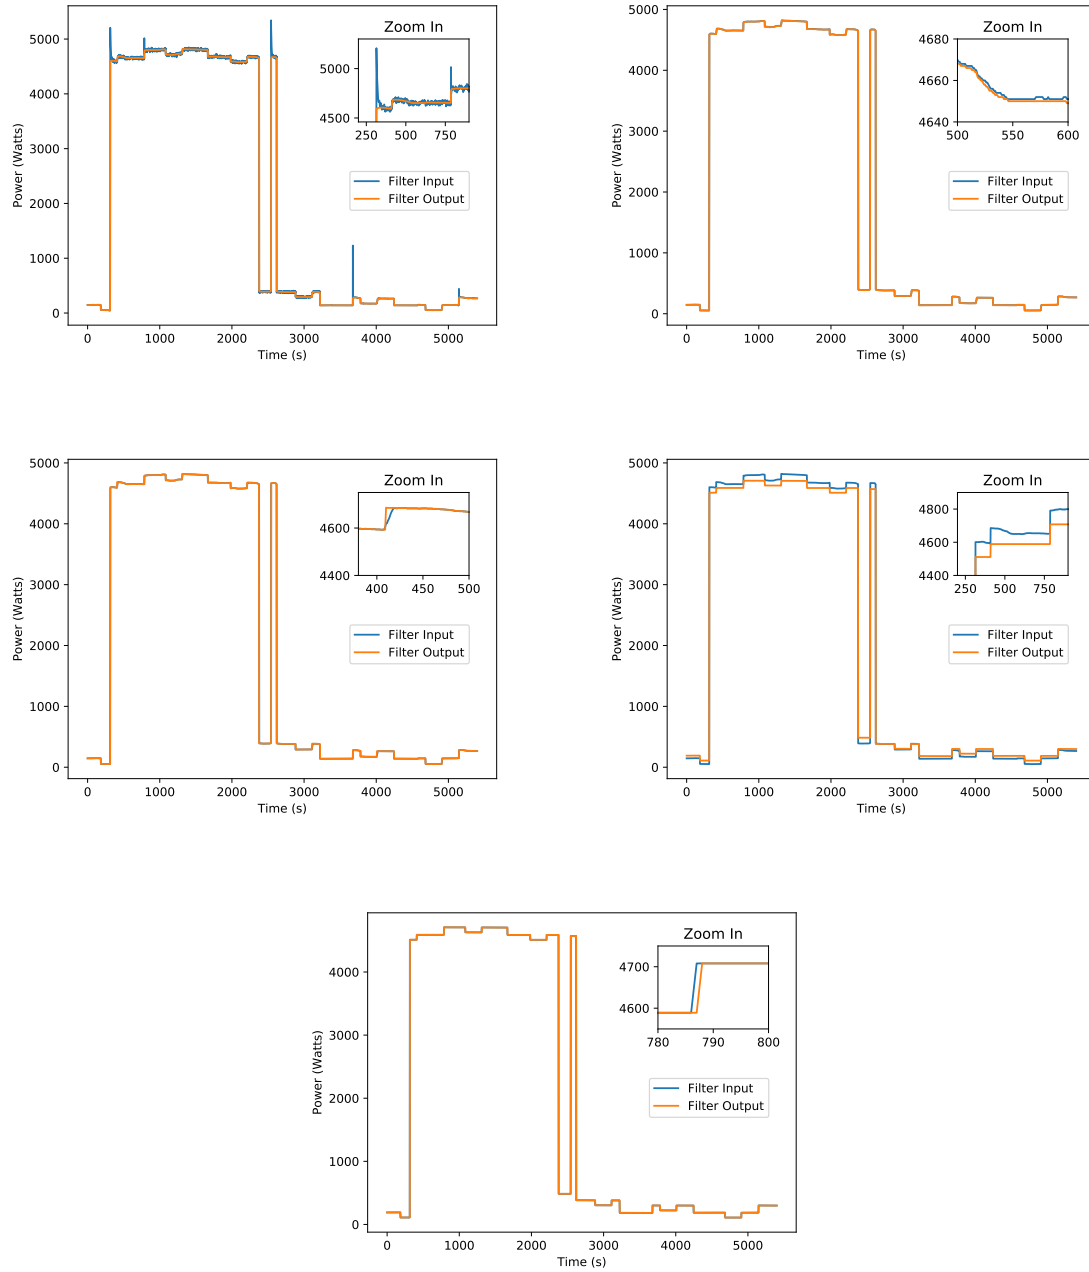 Zoom In
5000
4500
250 500 750
Filter Input
Filter Output
Power (Watts)
5000
4000
3000
2000
1000
0
0 1000 2000 3000 4000 5000
Time (s)
Zoom In
4680
4660
4640
500 550 600
Filter Input
Filter Output
Power (Watts)
5000
4000
3000
2000
1000
0
0 1000 2000 3000 4000 5000
Time (s)
Zoom In
4600
4400
400 450 500
Filter Input
Filter Output
Power (Watts)
5000
4000
3000
2000
1000
0
0 1000 2000 3000 4000 5000
Time (s)
Zoom In
4800
4600
4400
250 500 750
Filter Input
Filter Output
Power (Watts)
5000
4000
3000
2000
1000
0
0 1000 2000 3000 4000 5000
Time (s)
Zoom In
4700
4600
780 790 800
Filter Input
Filter Output
Power (Watts)
4000
3000
2000
1000
0
0 1000 2000 3000 4000 5000
Time (s)